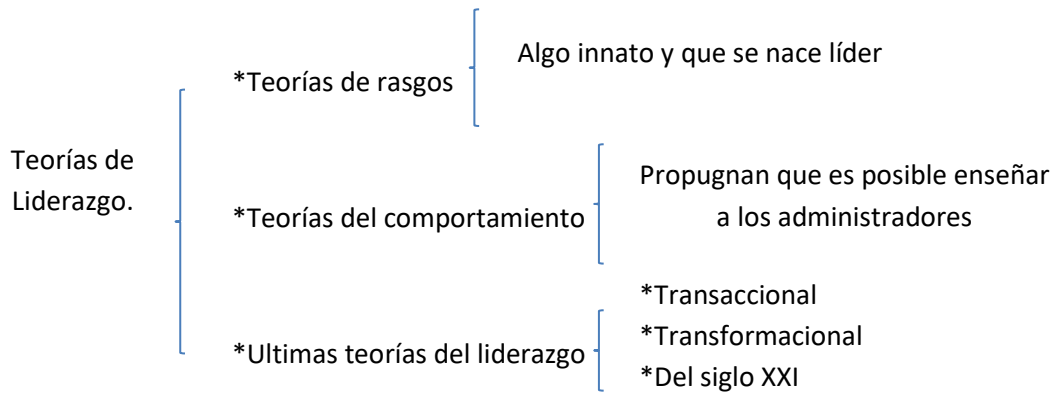 Teorías de
Liderazgo.
*Teorías de rasgos
Algo innato y que se nace líder
*Teorías del comportamiento
Propugnan que es posible enseñar
a los administradores
*Ultimas teorías del liderazgo
*Transaccional
*Transformacional
*Del siglo XXI